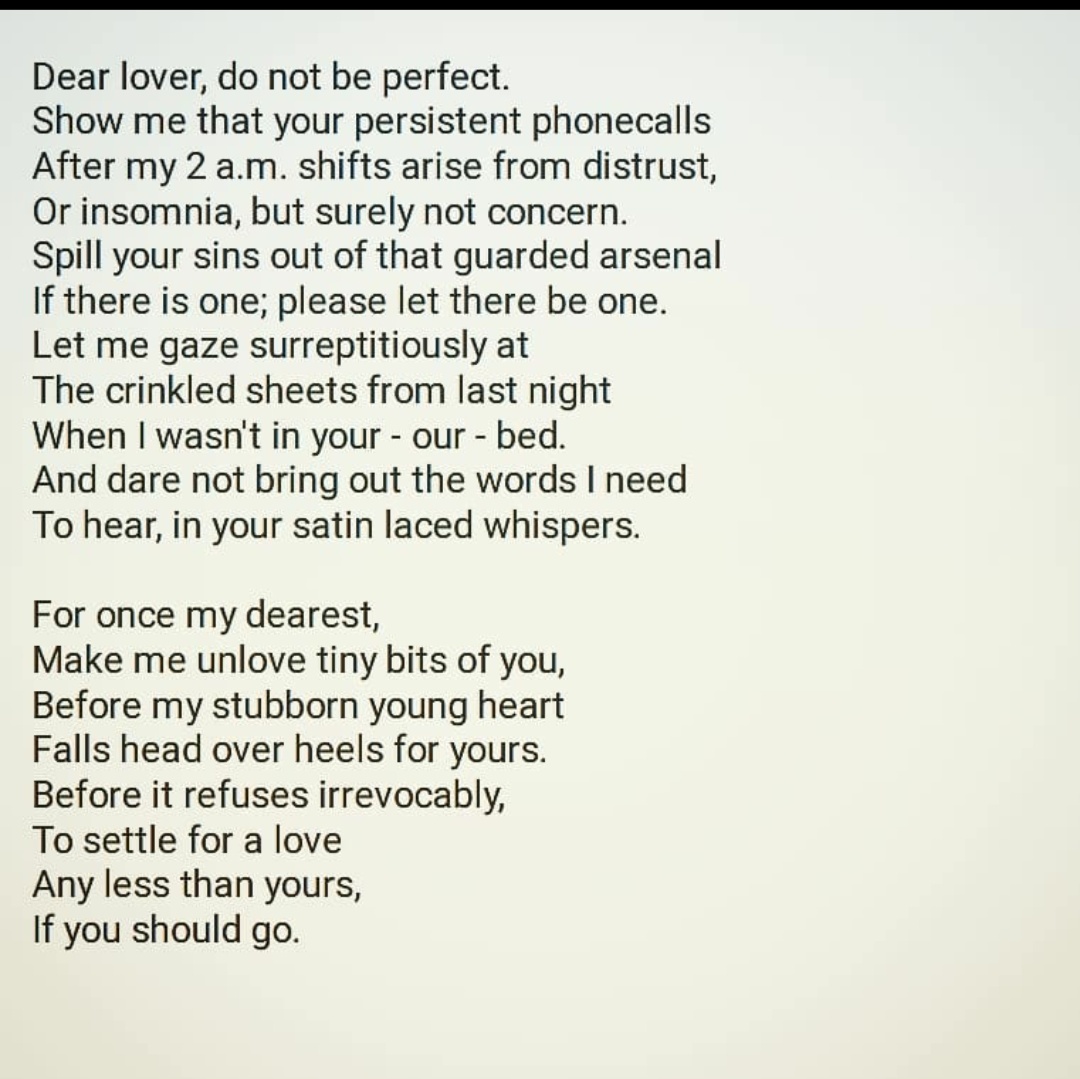 Dear lover, do not be perfect.
Show me that your persistent phonecalls
After my 2 a.m. shifts arise from distrust,
Or insomnia, but surely not concern.
Spill your sins out of that guarded arsenal
If there is one; please let there be one.
Let me gaze surreptitiously at
The crinkled sheets from last night
When I wasn't in your - our - bed.
And dare not bring out the words I need
To hear, in your satin laced whispers.
For once my dearest,
Make me unlove tiny bits of you,
Before my stubborn young heart
Falls head over heels for yours.
Before it refuses irrevocably,
To settle for a love
Any less than yours,
If you should go.